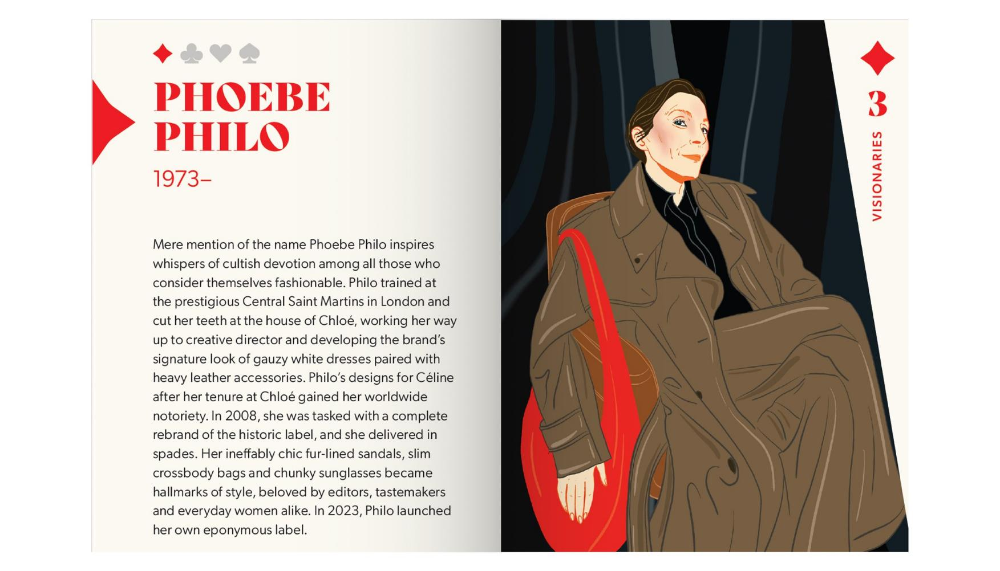 PHOEBE
PHILO
1973–
Mere mention of the name Phoebe Philo inspires
whispers of cultish devotion among all those who
consider themselves fashionable. Philo trained at
the prestigious Central Saint Martins in London and
cut her teeth at the house of Chloé, working her way
up to creative director and developing the brand’s
signature look of gauzy white dresses paired with
heavy leather accessories. Philo’s designs for Céline
after her tenure at Chloé gained her worldwide
notoriety. In 2008, she was tasked with a complete
rebrand of the historic label, and she delivered in
spades. Her ineffably chic fur-lined sandals, slim
crossbody bags and chunky sunglasses became
hallmarks of style, beloved by editors, tastemakers
and everyday women alike. In 2023, Philo launched
her own eponymous label.
3
VISIONARIES